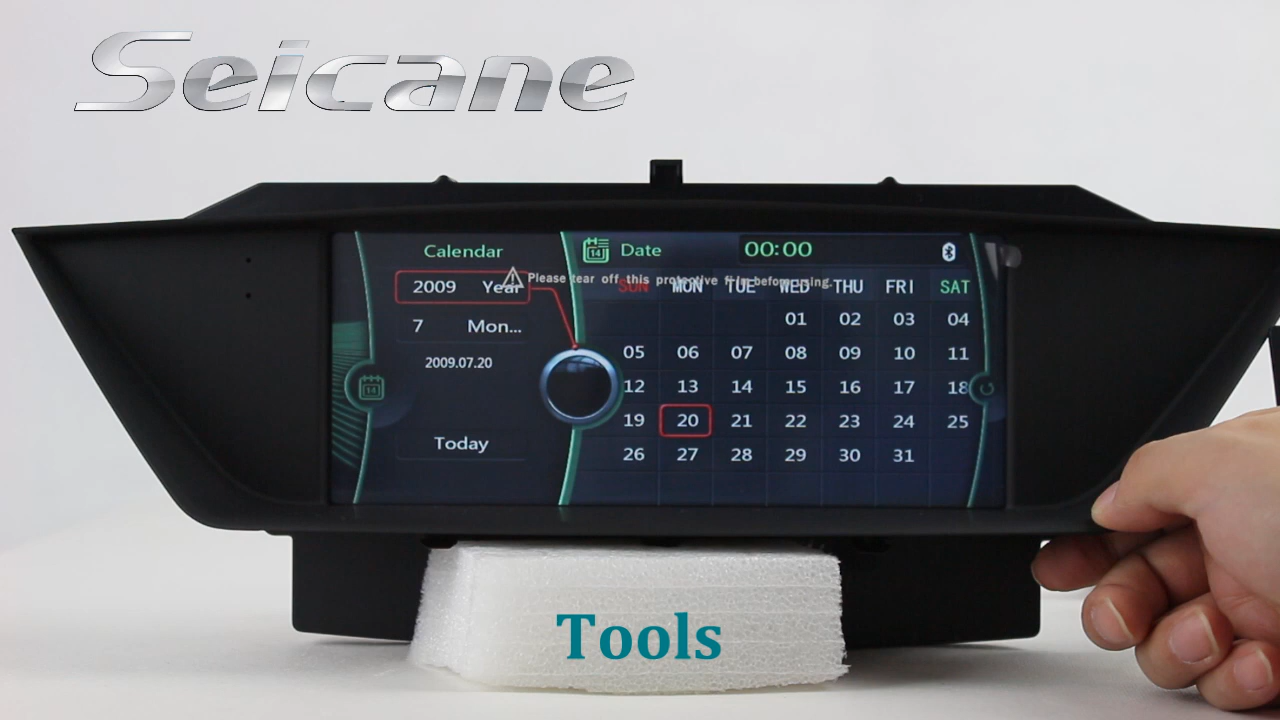 Seicane
Calendar
Date
00:00
14
Please tear off this protective film before using.
2009 Year
SUN MON TUE WED THU FRI SAT
01 02 03 04
7 Mon...
05 06 07 08 09 10 11
2009.07.20
12 13 14 15 16 17 18
14
19 20 21 22 23 24 25
Today
26 27 28 29 30 31
Tools